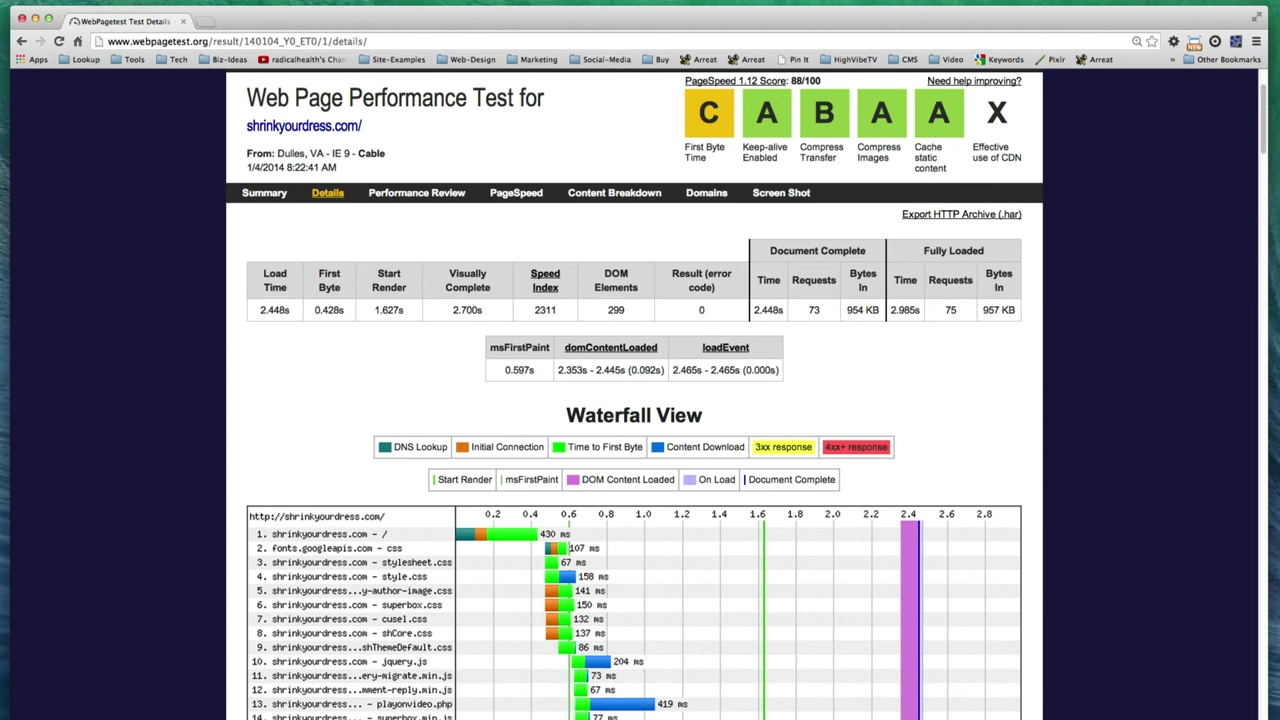 WebPagetest Test Details
www.webpagetest.org/result/140104_Y0_ET0/1/details/
Apps Lookup Tools Tech Biz-Ideas radicalhealth's Chan Site-Examples Web-Design Marketing Social-Media Buy Arreat Arreat Pin It HighVibeTV CMS Video Keywords Pixlr Arreat » Other Bookmarks
NEW
PageSpeed 1.12 Score: 88/100 Need help improving?
Web Page Performance Test for
shrinkyourdress.com/
From: Dulles, VA - IE 9 - Cable
1/4/2014 8:22:41 AM
C A B A A X
First Byte Time
Keep-alive Enabled
Compress Transfer
Compress Images
Cache static content
Effective use of CDN
Summary Details Performance Review PageSpeed Content Breakdown Domains Screen Shot
Export HTTP Archive (.har)
Document Complete Fully Loaded
Load Time First Byte Start Render Visually Complete Speed Index DOM Elements Result (error code) Time Requests Bytes In Time Requests Bytes In
2.448s 0.428s 1.627s 2.700s 2311 299 0 2.448s 73 954 KB 2.985s 75 957 KB
msFirstPaint domContentLoaded loadEvent
0.597s 2.353s - 2.445s (0.092s) 2.465s - 2.465s (0.000s)
Waterfall View
DNS Lookup Initial Connection Time to First Byte Content Download 3xx response 4xx+ response
Start Render msFirstPaint DOM Content Loaded On Load Document Complete
http://shrinkyourdress.com/ 0.2 0.4 0.6 0.8 1.0 1.2 1.4 1.6 1.8 2.0 2.2 2.4 2.6 2.8
1. shrinkyourdress.com - / 430 ms
2. fonts.googleapis.com - css 107 ms
3. shrinkyourdress.com - stylesheet.css 67 ms
4. shrinkyourdress.com - style.css 158 ms
5. shrinkyourdress...y-author-image.css 141 ms
6. shrinkyourdress.com - superbox.css 150 ms
7. shrinkyourdress.com - cusel.css 132 ms
8. shrinkyourdress.com - shCore.css 137 ms
9. shrinkyourdress...shThemeDefault.css 86 ms
10. shrinkyourdress.com - jquery.js 204 ms
11. shrinkyourdress...ery-migrate.min.js 73 ms
12. shrinkyourdress...mment-reply.min.js 67 ms
13. shrinkyourdress... - playonvideo.php 419 ms
14. shrinkyourdress... - superbox.min.js 77 ms